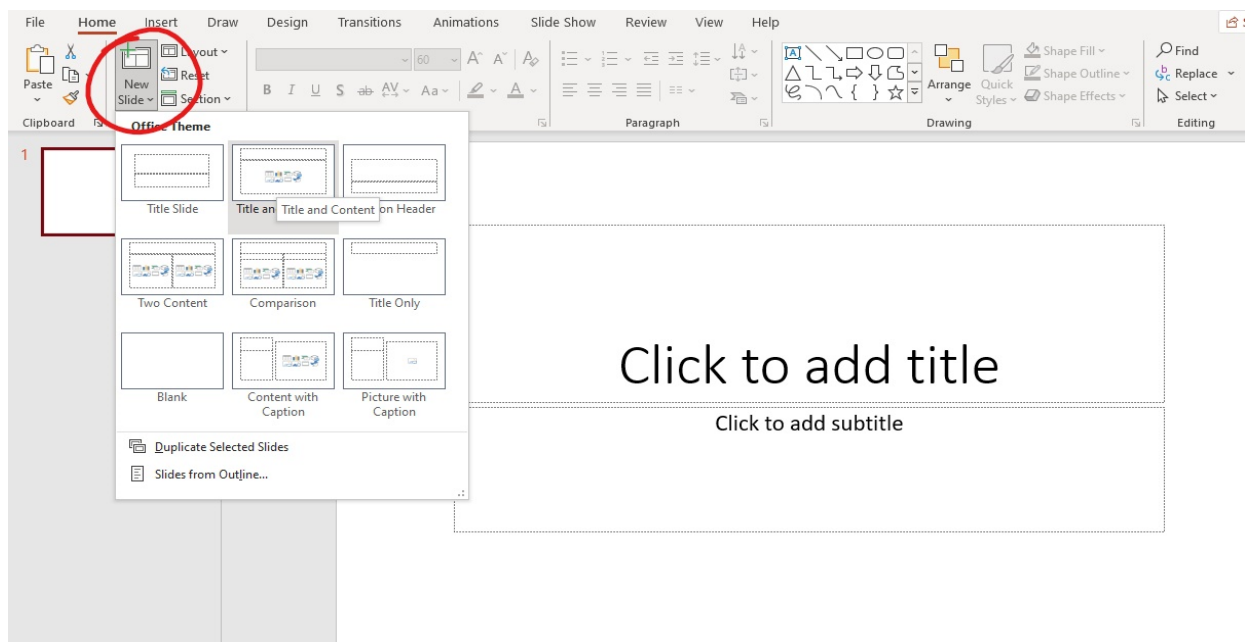 File Home Insert Draw Design Transitions Animations Slide Show Review View Help
Paste
New
Slide
Layout
Reset
Section
60
B I U S ab AV Aa A
Arrange
Quick
Styles
Shape Fill
Shape Outline
Shape Effects
Find
Replace
Select
Clipboard
Paragraph
Drawing
Editing
1
Office Theme
Title Slide
Title and Content
on Header
Two Content
Comparison
Title Only
Blank
Content with
Caption
Picture with
Caption
Duplicate Selected Slides
Slides from Outline...
Click to add title
Click to add subtitle